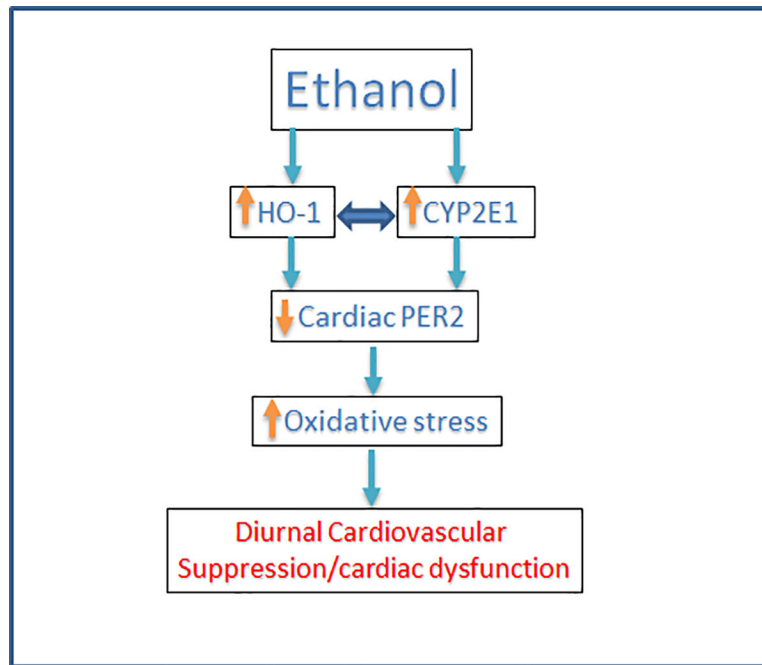 Ethanol
HO-1
CYP2E1
Cardiac PER2
Oxidative stress
Diurnal Cardiovascular
Suppression/cardiac dysfunction